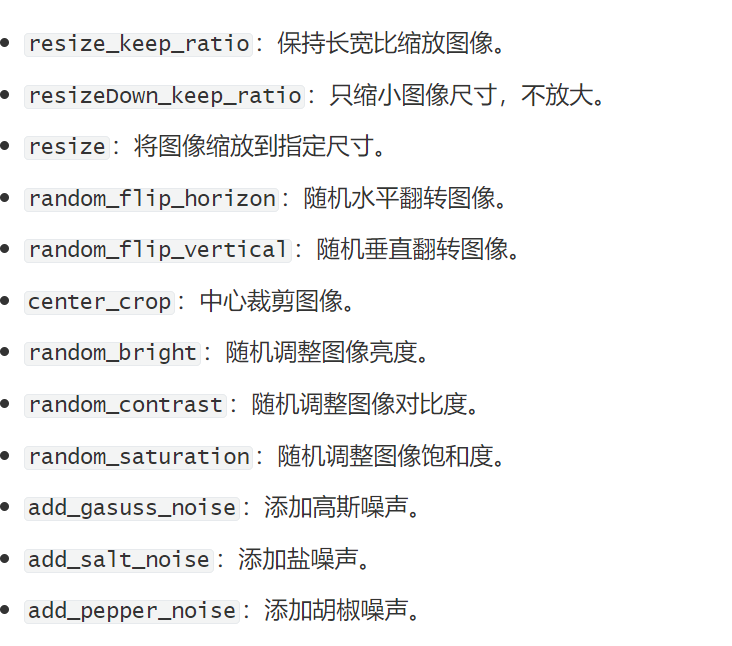 resize_keep_ratio：保持长宽比缩放图像。
resizeDown_keep_ratio：只缩小图像尺寸，不放大。
resize：将图像缩放到指定尺寸。
random_flip_horizon：随机水平翻转图像。
random_flip_vertical：随机垂直翻转图像。
center_crop：中心裁剪图像。
random_bright：随机调整图像亮度。
random_contrast：随机调整图像对比度。
random_saturation：随机调整图像饱和度。
add_gasuss_noise：添加高斯噪声。
add_salt_noise：添加盐噪声。
add_pepper_noise：添加胡椒噪声。